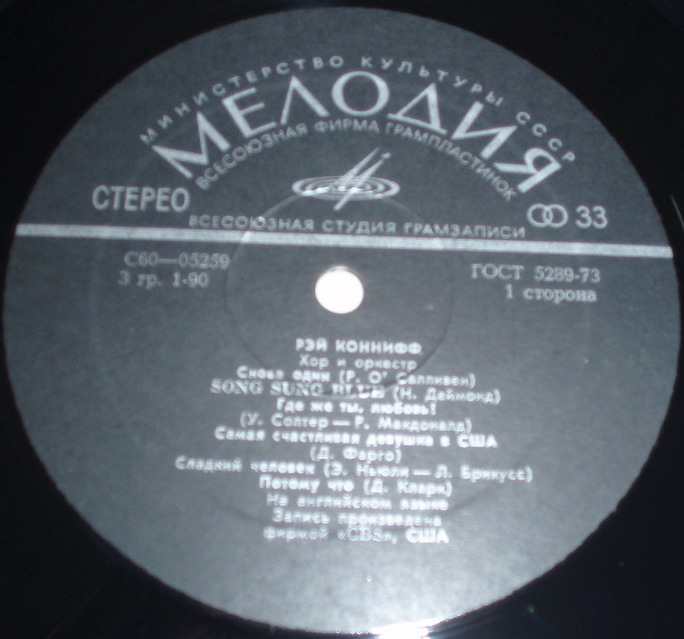 МИНИСТЕРСТВО КУЛЬТУРЫ СССР
МЕЛОДИЯ
ВСЕСОЮЗНАЯ ФИРМА ГРАМПЛАСТИНОК
СТЕРЕО
33
ВСЕСОЮЗНАЯ СТУДИЯ ГРАМЗАПИСИ
С60—05259
ГОСТ 5289-73
3 гр. 1-90
1 сторона
РЭЙ КОННИФФ
Хор и оркестр
Снова один (Р. О' Салливен)
SONG SUNG BLUE (Н. Даймонд)
Где же ты, любовь!
(У. Солтер — Р. Макдоналд)
Самая счастливая девушка в США
(Д. Фарго)
Сладкий человек (Э. Ньюли — Л. Брикусс)
Потому что (Д. Кларк)
На английском языке
Запись произведена
фирмой «CBS», США